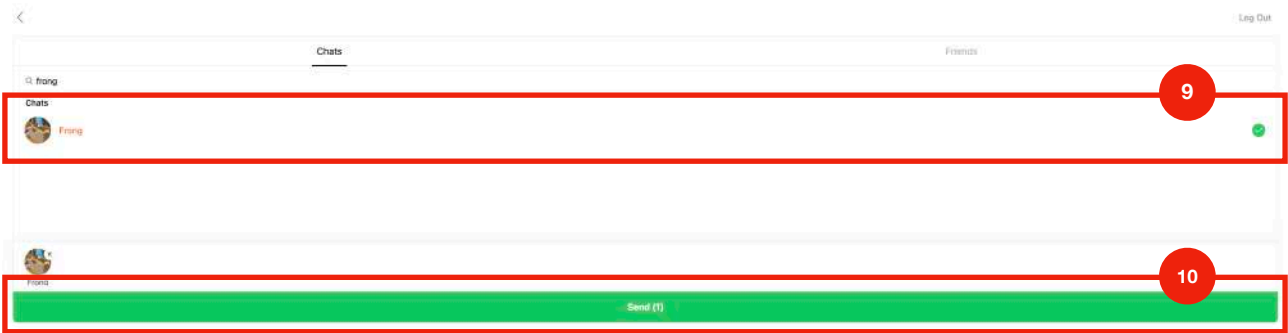 Log Out
Chats
Friends
frong
Chats
9
Frong
Frong
10
Send (1)